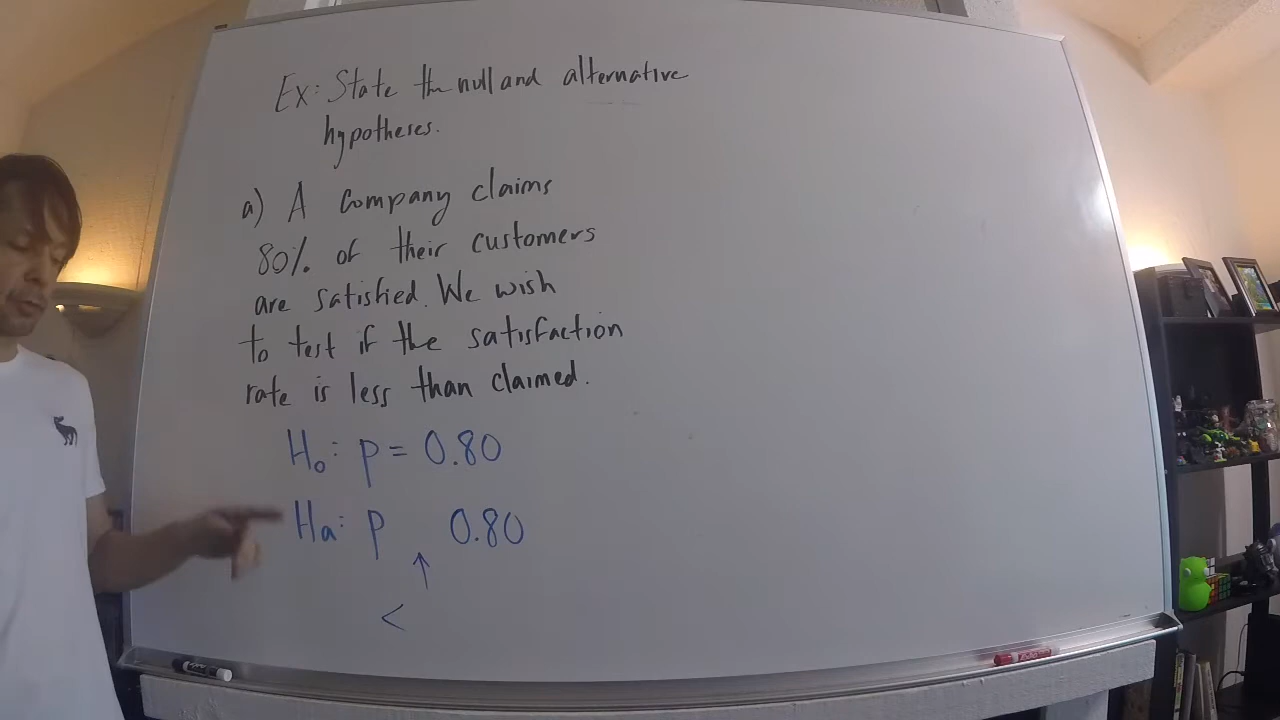 Ex: State the null and alternative
hypotheses.
a) A company claims
80% of their customers
are satisfied. We wish
to test if the satisfaction
rate is less than claimed.
H₀: p = 0.80
Ha: p 0.80
↑
<